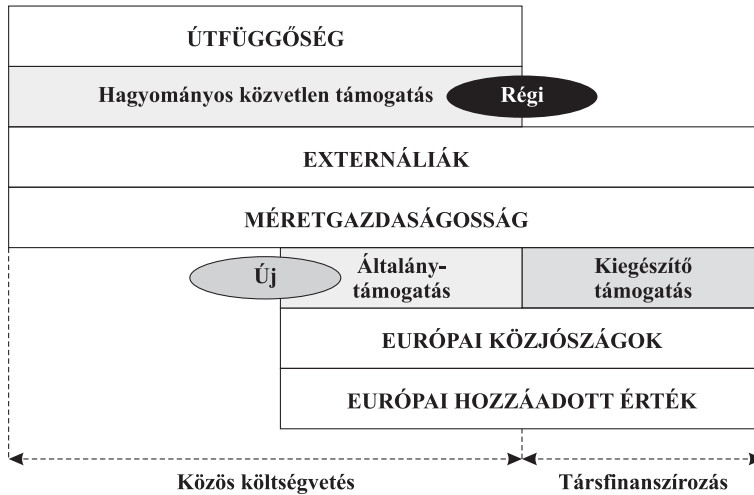 ÚTFÜGGŐSÉG
Hagyományos közvetlen támogatás
Régi
EXTERNÁLIÁK
MÉRETGAZDASÁGOSSÁG
Új
Általány-
támogatás
Kiegészítő
támogatás
EURÓPAI KÖZJÓSZÁGOK
EURÓPAI HOZZÁADOTT ÉRTÉK
Közös költségvetés
Társfinanszírozás